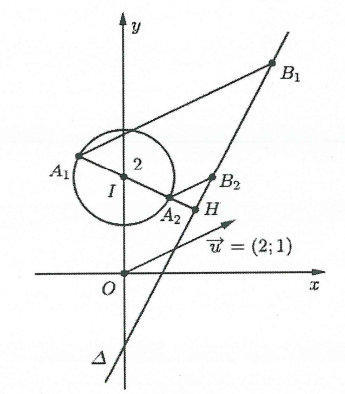 y
B₁
A₁
2
I
B₂
A₂
H
u⃗ = (2; 1)
O
x
Δ